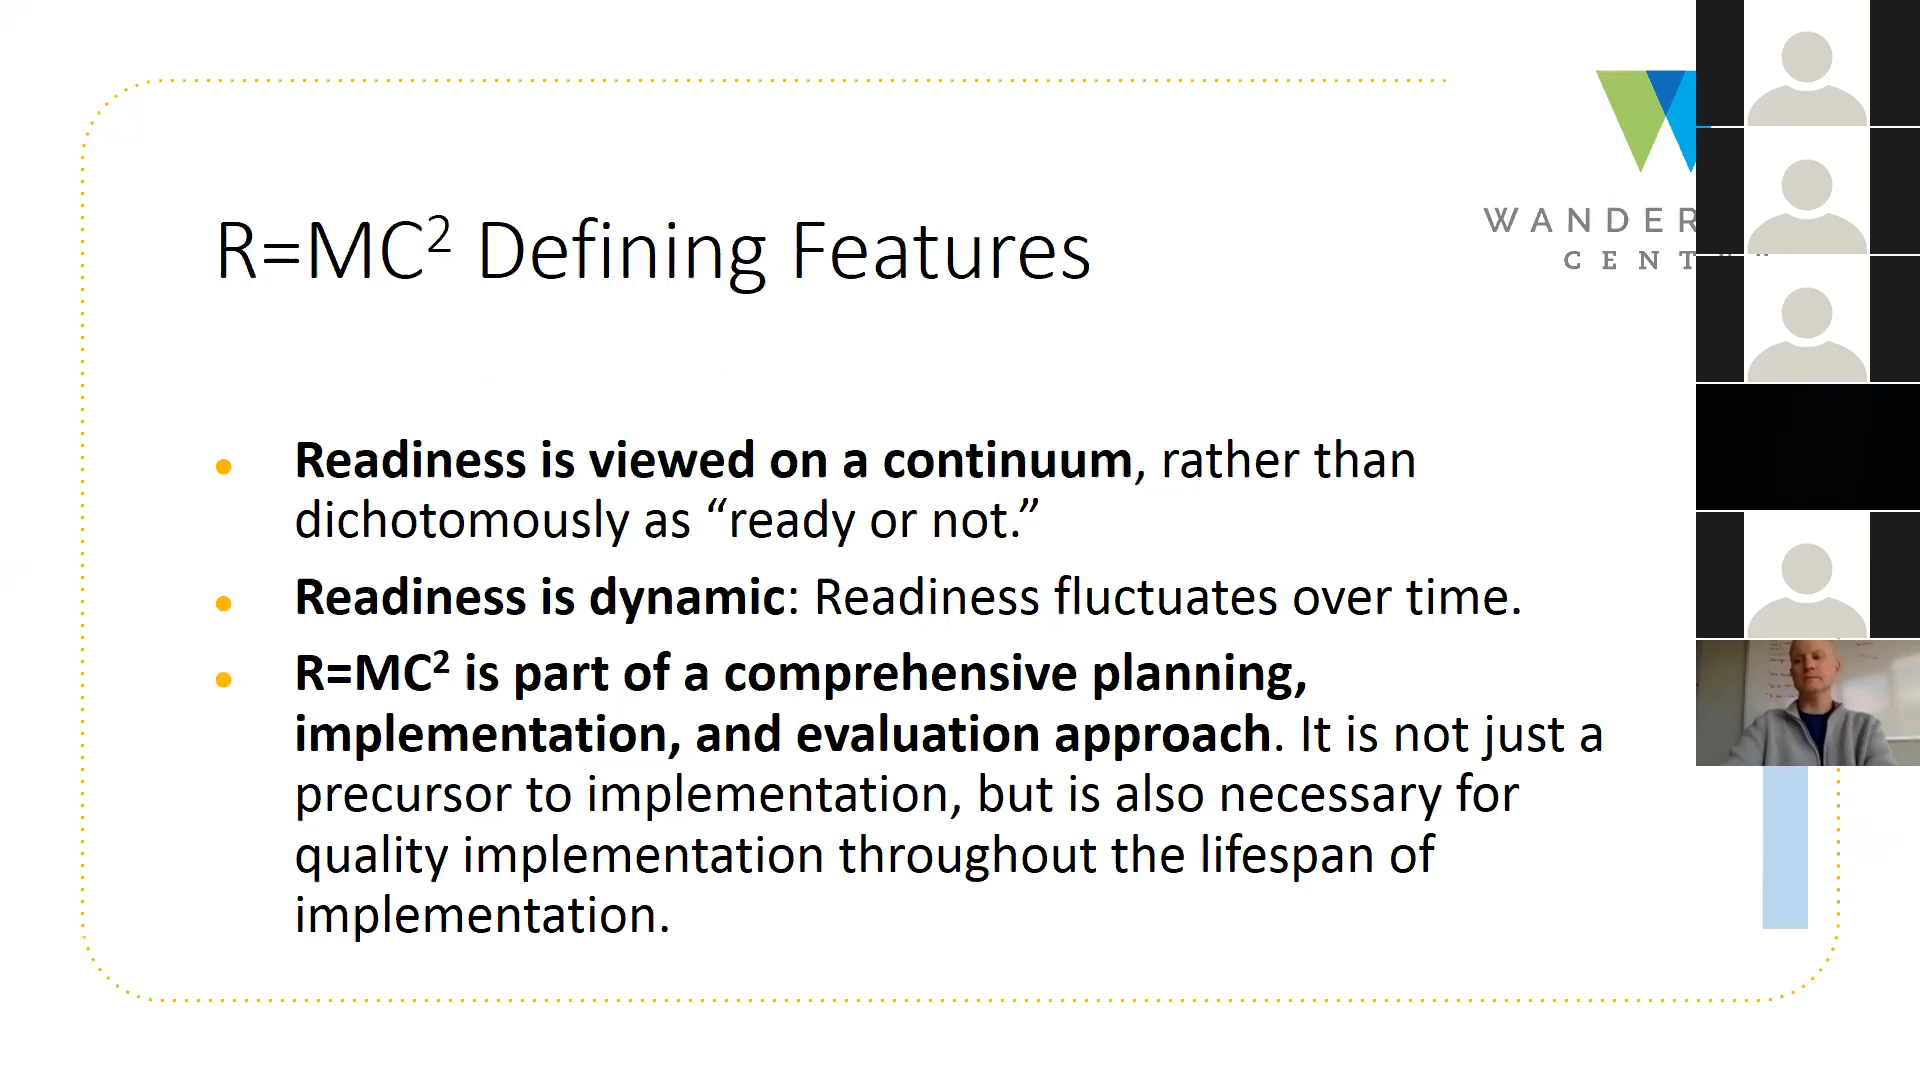 R=MC² Defining Features
WANDER
CENT
• Readiness is viewed on a continuum, rather than
dichotomously as “ready or not.”
• Readiness is dynamic: Readiness fluctuates over time.
• R=MC² is part of a comprehensive planning,
implementation, and evaluation approach. It is not just a
precursor to implementation, but is also necessary for
quality implementation throughout the lifespan of
implementation.